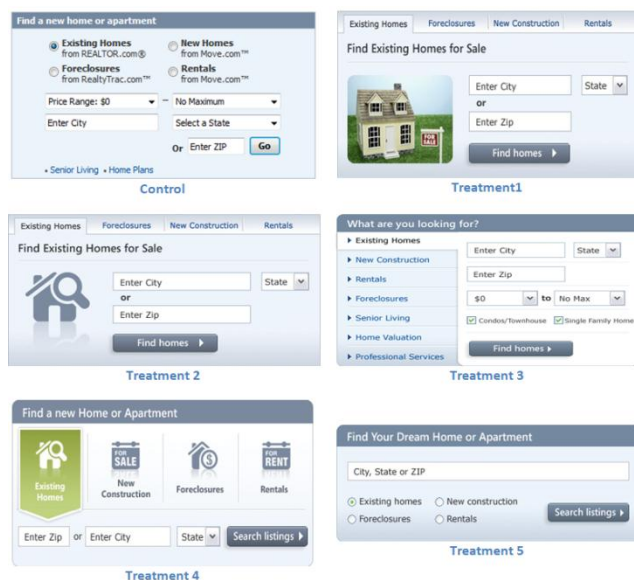 Find a new home or apartment
Existing Homes
from REALTOR.com®
New Homes
from Move.com™
Foreclosures
from RealtyTrac.com™
Rentals
from Move.com™
Price Range: $0 – No Maximum
Enter City Select a State
Or Enter ZIP Go
• Senior Living • Home Plans
Control
Existing Homes Foreclosures New Construction Rentals
Find Existing Homes for Sale
Enter City State
or
Enter Zip
FOR SALE
Find homes
Treatment1
Existing Homes Foreclosures New Construction Rentals
Find Existing Homes for Sale
Enter City State
or
Enter Zip
Find homes
Treatment 2
What are you looking for?
Existing Homes
New Construction
Rentals
Foreclosures
Senior Living
Home Valuation
Professional Services
Enter City State
Enter Zip
$0 to No Max
Condos/Townhouse Single Family Home
Find homes
Treatment 3
Find a new Home or Apartment
Existing
Homes
FOR
SALE
New
Construction
Foreclosures
FOR
RENT
Rentals
Enter Zip or Enter City State Search listings
Treatment 4
Find Your Dream Home or Apartment
City, State or ZIP
Existing homes New construction
Foreclosures Rentals
Search listings
Treatment 5